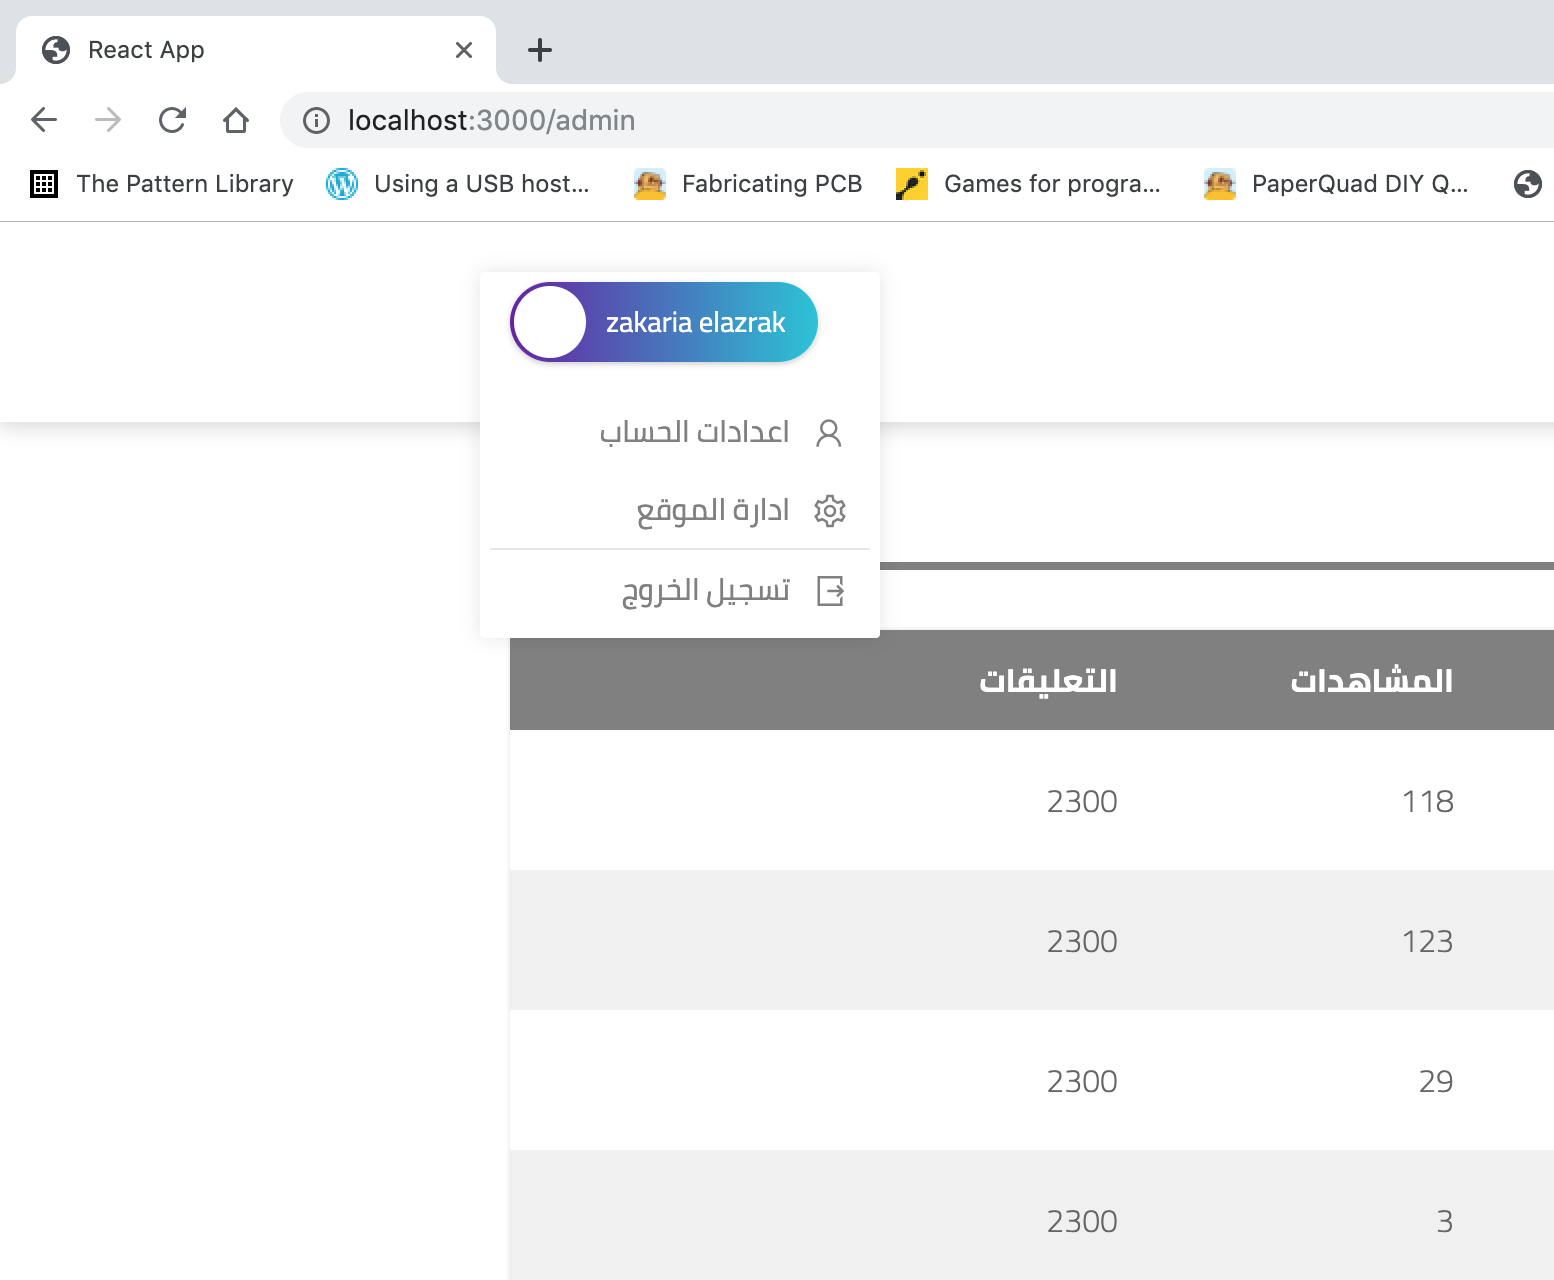 React App
localhost:3000/admin
The Pattern Library
Using a USB host...
Fabricating PCB
Games for progra...
PaperQuad DIY Q...
zakaria elazrak
اعدادات الحساب
ادارة الموقع
تسجيل الخروج
المشاهدات التعليقات
118 2300
123 2300
29 2300
3 2300